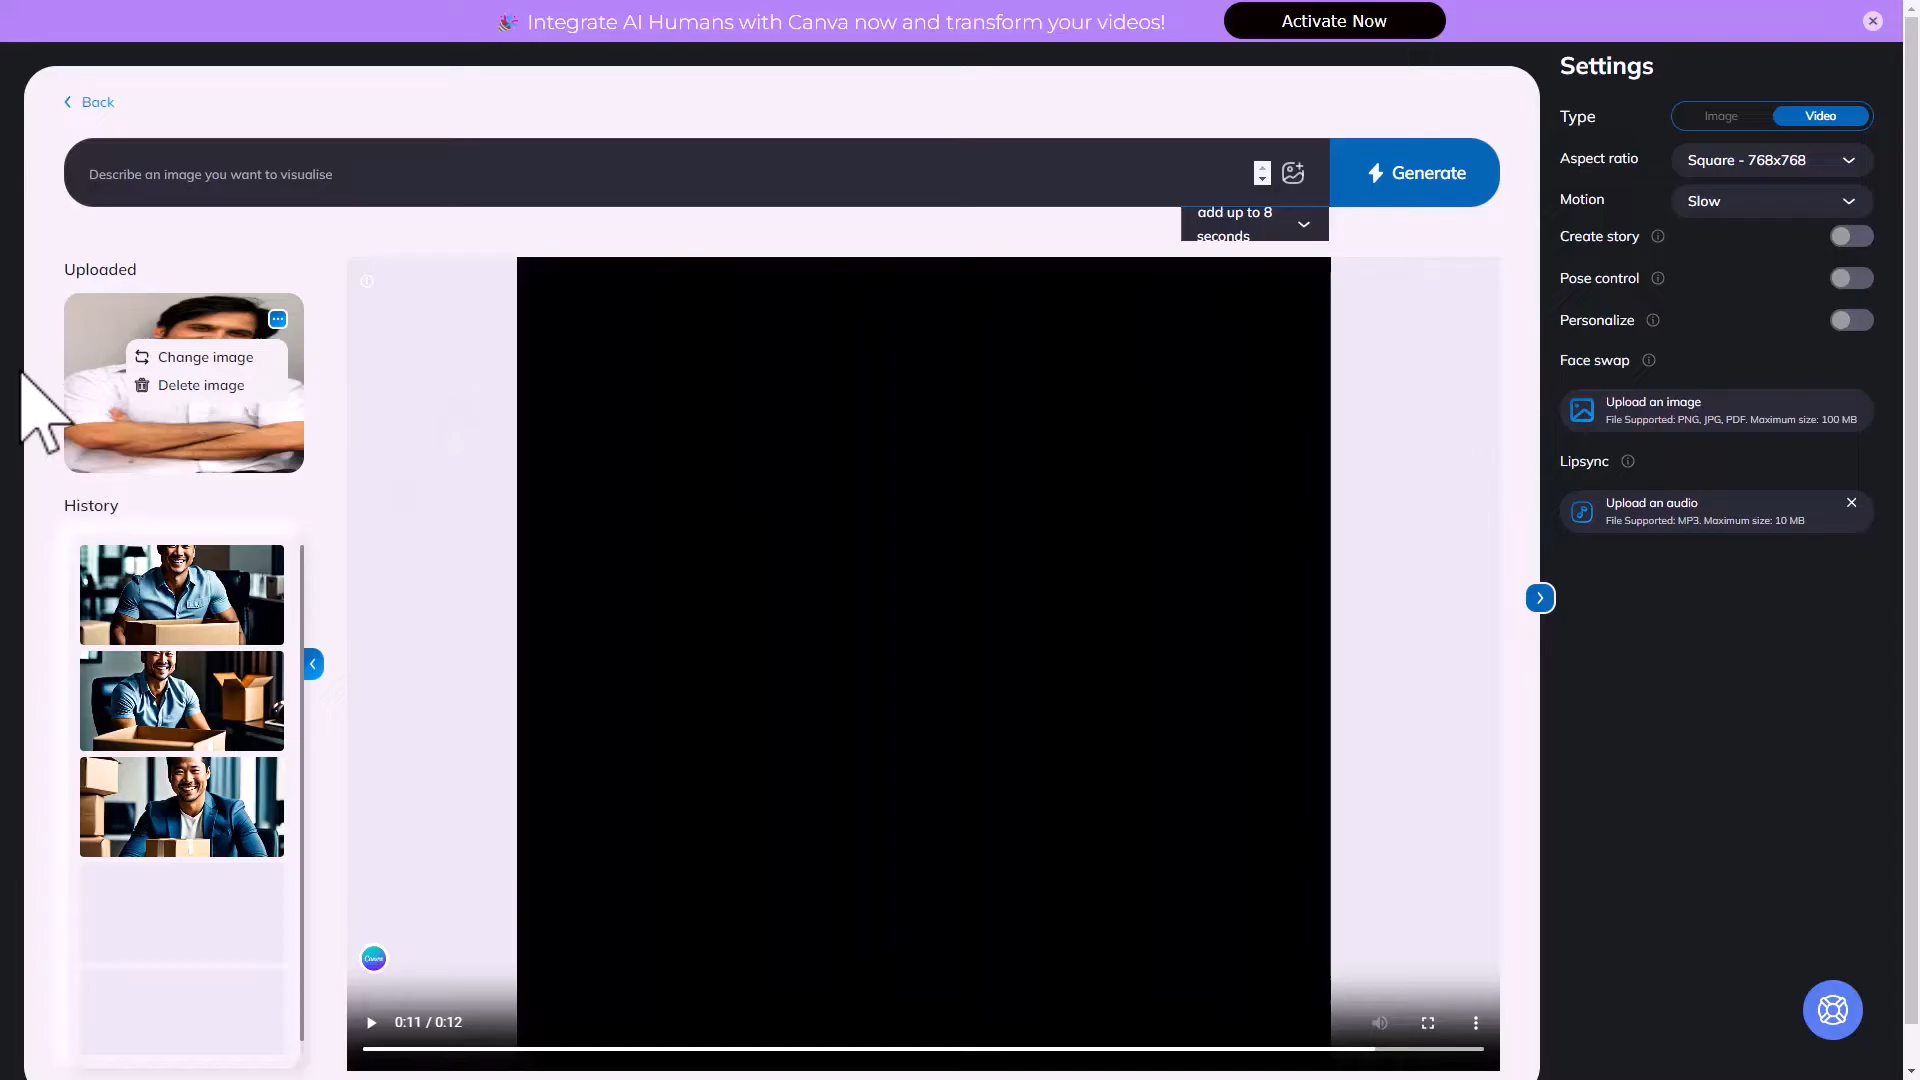 🎉 Integrate AI Humans with Canva now and transform your videos!
Activate Now
Back
Describe an image you want to visualise
Generate
add up to 8
seconds
Uploaded
Change image
Delete image
History
Canva
0:11 / 0:12
Settings
Type
Image
Video
Aspect ratio
Square - 768x768
Motion
Slow
Create story
Pose control
Personalize
Face swap
Upload an image
File Supported: PNG, JPG, PDF. Maximum size: 100 MB
Lipsync
Upload an audio
File Supported: MP3. Maximum size: 10 MB